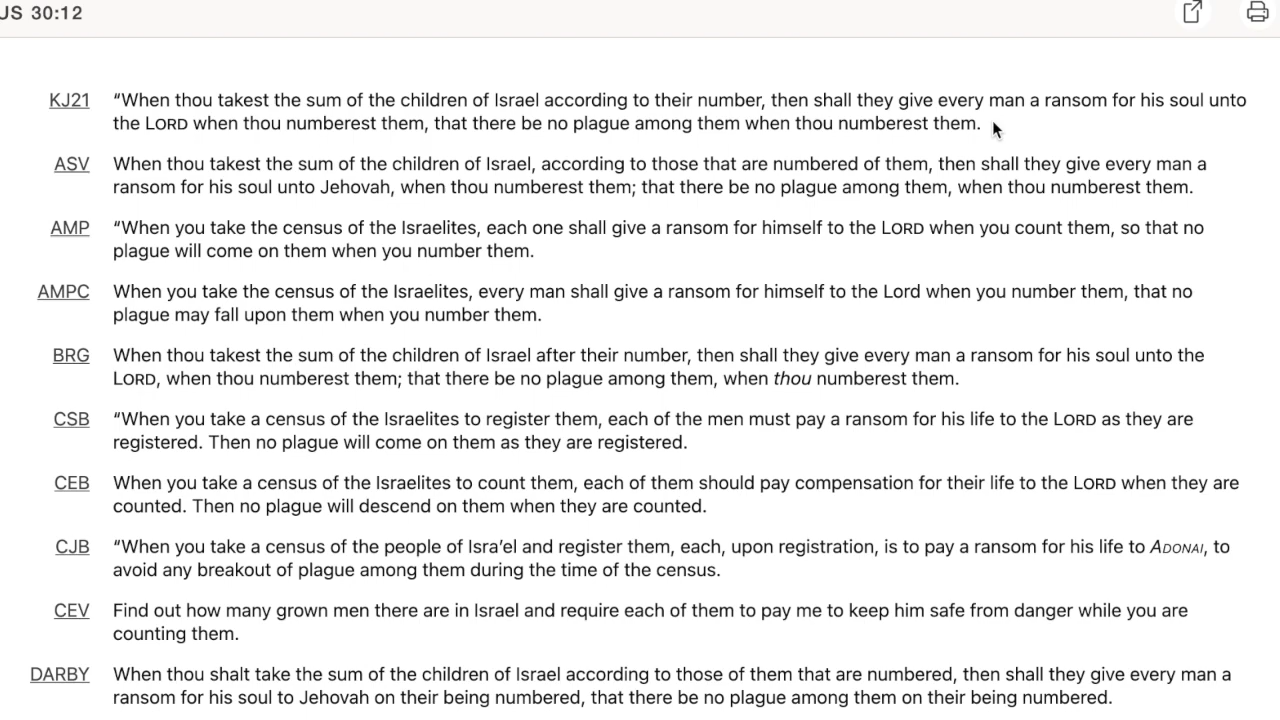 US 30:12
KJ21 “When thou takest the sum of the children of Israel according to their number, then shall they give every man a ransom for his soul unto
the LORD when thou numberest them, that there be no plague among them when thou numberest them.
ASV When thou takest the sum of the children of Israel, according to those that are numbered of them, then shall they give every man a
ransom for his soul unto Jehovah, when thou numberest them; that there be no plague among them, when thou numberest them.
AMP “When you take the census of the Israelites, each one shall give a ransom for himself to the LORD when you count them, so that no
plague will come on them when you number them.
AMPC When you take the census of the Israelites, every man shall give a ransom for himself to the Lord when you number them, that no
plague may fall upon them when you number them.
BRG When thou takest the sum of the children of Israel after their number, then shall they give every man a ransom for his soul unto the
LORD, when thou numberest them; that there be no plague among them, when thou numberest them.
CSB “When you take a census of the Israelites to register them, each of the men must pay a ransom for his life to the LORD as they are
registered. Then no plague will come on them as they are registered.
CEB When you take a census of the Israelites to count them, each of them should pay compensation for their life to the LORD when they are
counted. Then no plague will descend on them when they are counted.
CJB “When you take a census of the people of Isra’el and register them, each, upon registration, is to pay a ransom for his life to ADONAI, to
avoid any breakout of plague among them during the time of the census.
CEV Find out how many grown men there are in Israel and require each of them to pay me to keep him safe from danger while you are
counting them.
DARBY When thou shalt take the sum of the children of Israel according to those of them that are numbered, then shall they give every man a
ransom for his soul to Jehovah on their being numbered, that there be no plague among them on their being numbered.